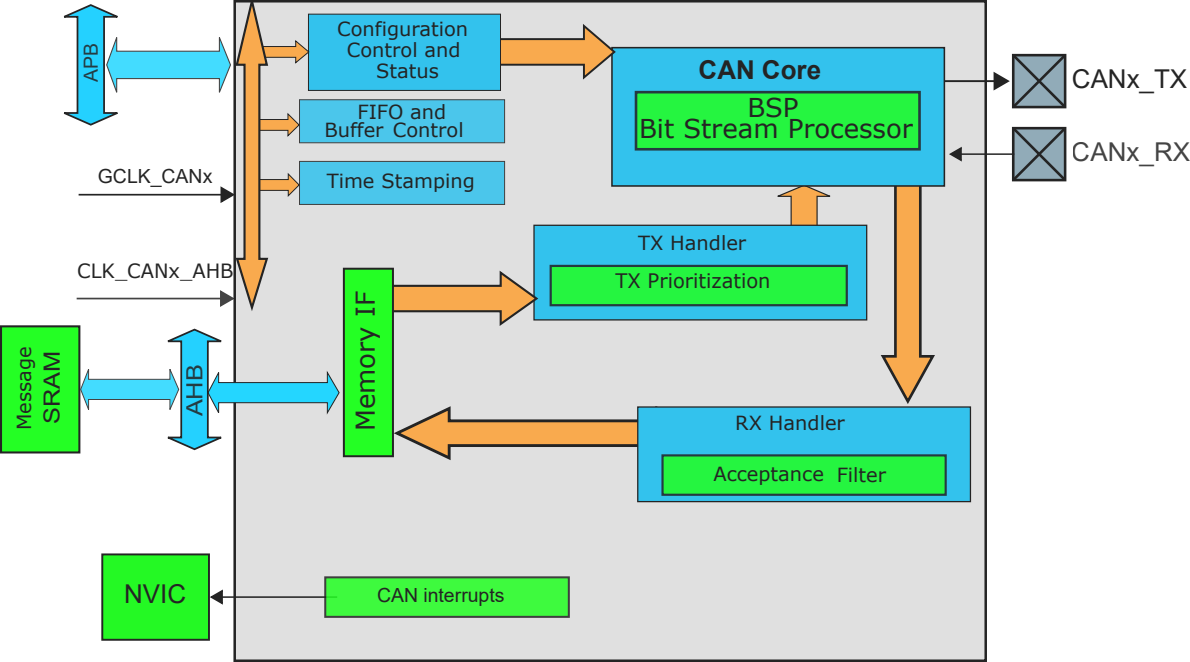 APB
Configuration
Control and
Status
FIFO and
Buffer Control
Time Stamping
CAN Core
BSP
Bit Stream Processor
CANx_TX
CANx_RX
GCLK_CANx
CLK_CANx_AHB
TX Handler
TX Prioritization
Memory IF
Message
SRAM
AHB
RX Handler
Acceptance Filter
NVIC
CAN interrupts